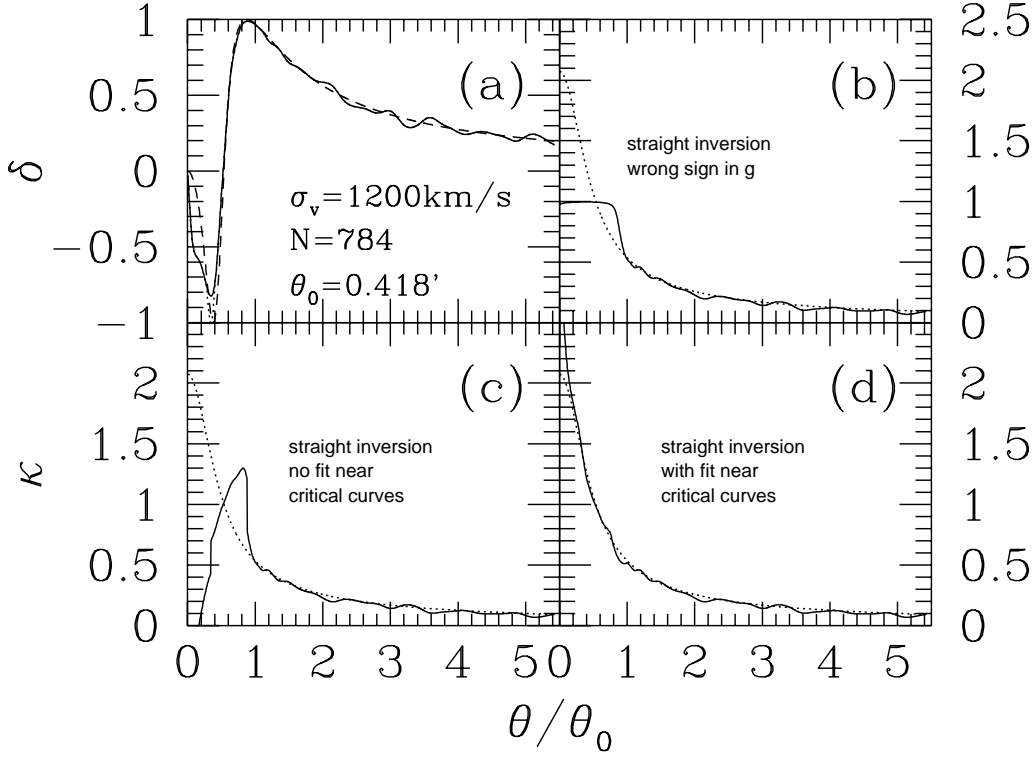 δ
1
0.5
0
−0.5
−1
(a)
σv=1200km/s
N=784
θ0=0.418'
(b)
straight inversion
wrong sign in g
2.5
2
1.5
1
0.5
0
κ
2
1.5
1
0.5
0
(c)
straight inversion
no fit near
critical curves
(d)
straight inversion
with fit near
critical curves
2
1.5
1
0.5
0
0 1 2 3 4 5 0 1 2 3 4 5
θ/θ0